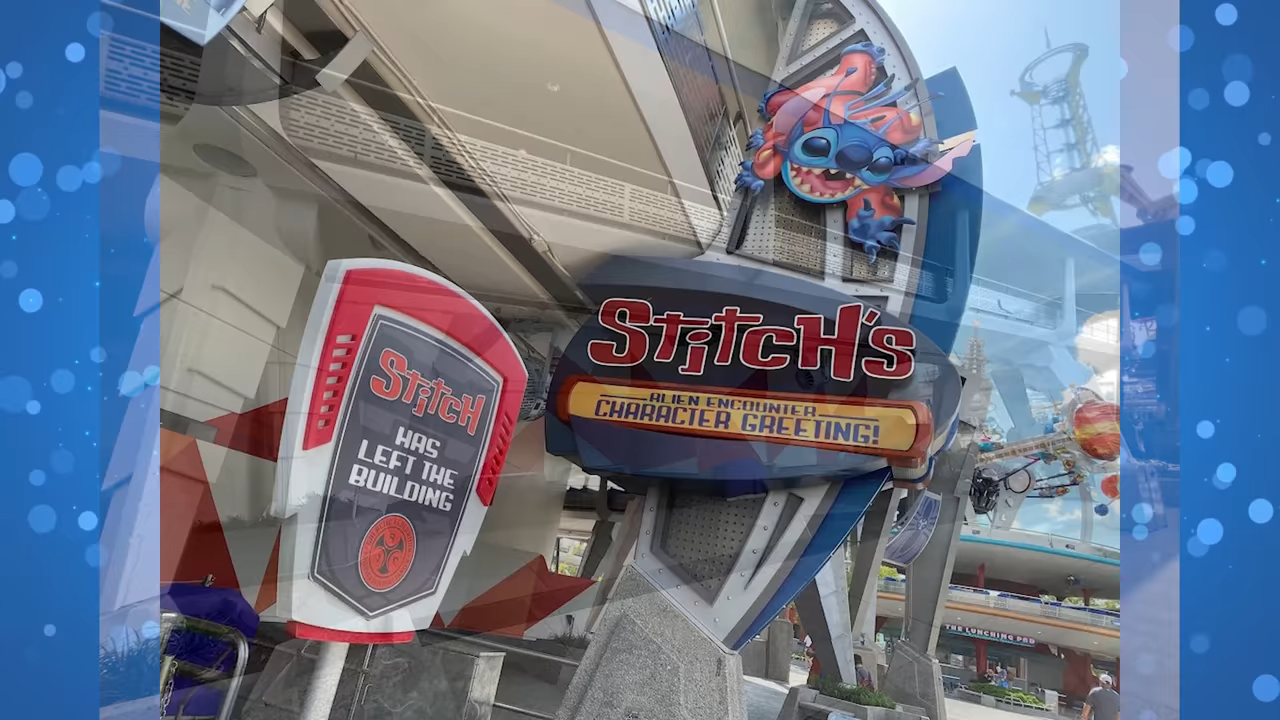 STITCH
HAS
LEFT THE
BUILDING
STITCH'S
ALIEN ENCOUNTER
CHARACTER GREETING!
THE LUNCHING PAD